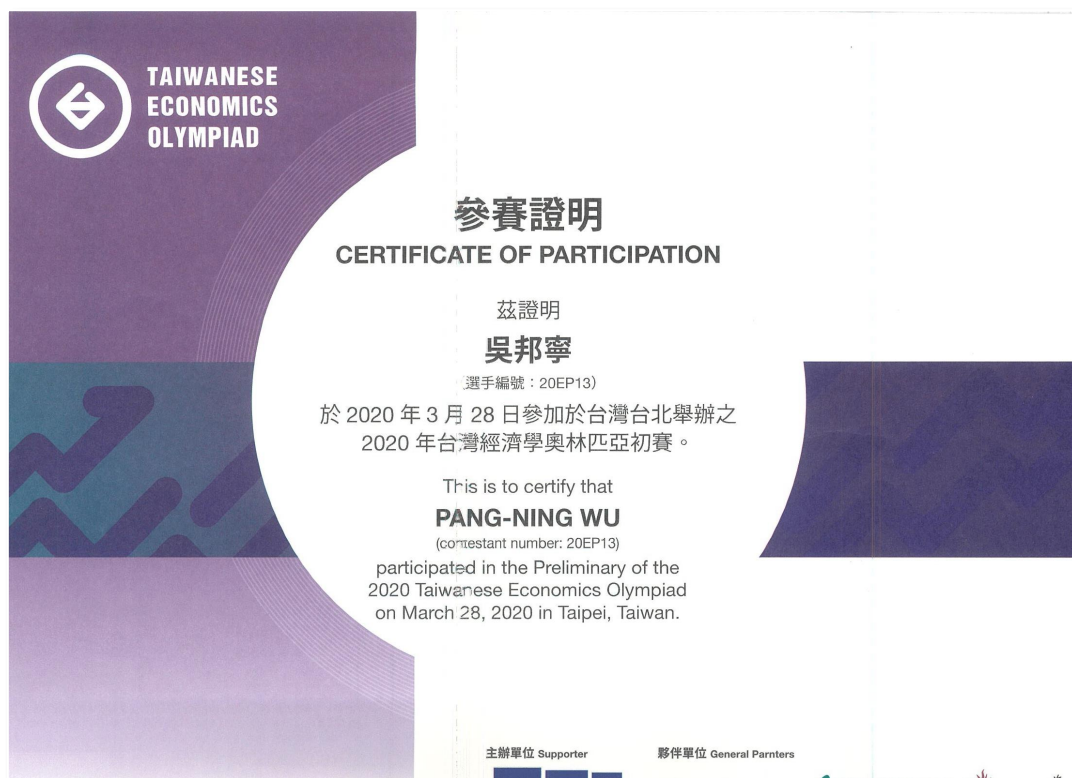 TAIWANESE
ECONOMICS
OLYMPIAD
參賽證明
CERTIFICATE OF PARTICIPATION
茲證明
吳邦寧
(選手編號：20EP13)
於 2020 年 3 月 28 日參加於台灣台北舉辦之
2020 年台灣經濟學奧林匹亞初賽。
This is to certify that
PANG-NING WU
(contestant number: 20EP13)
participated in the Preliminary of the
2020 Taiwanese Economics Olympiad
on March 28, 2020 in Taipei, Taiwan.
主辦單位 Supporter
夥伴單位 General Parnters